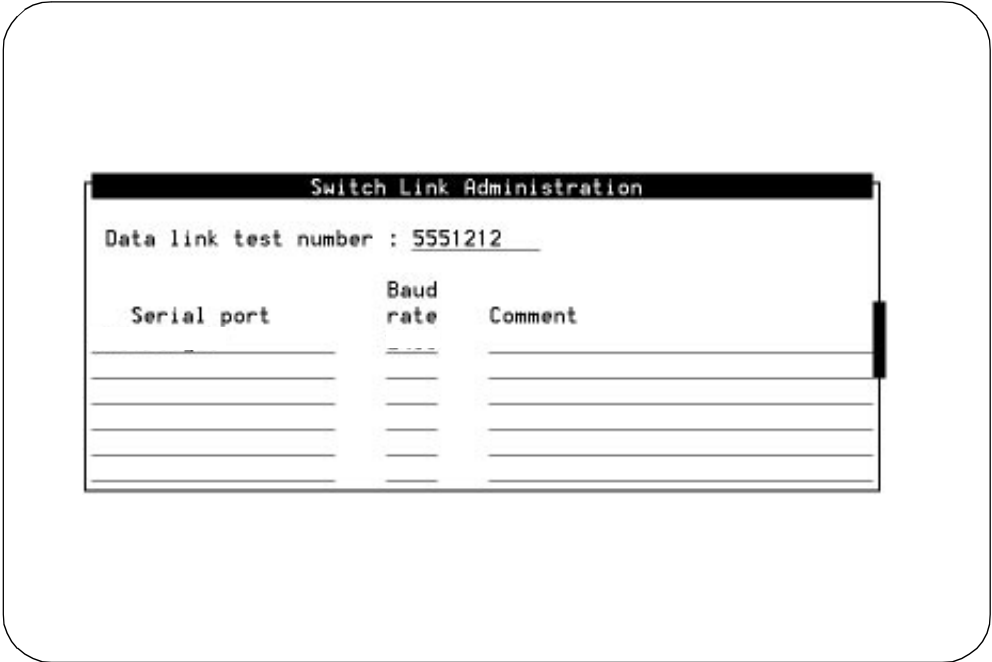 Switch Link Administration
Data link test number : 5551212
Baud
Serial port rate Comment